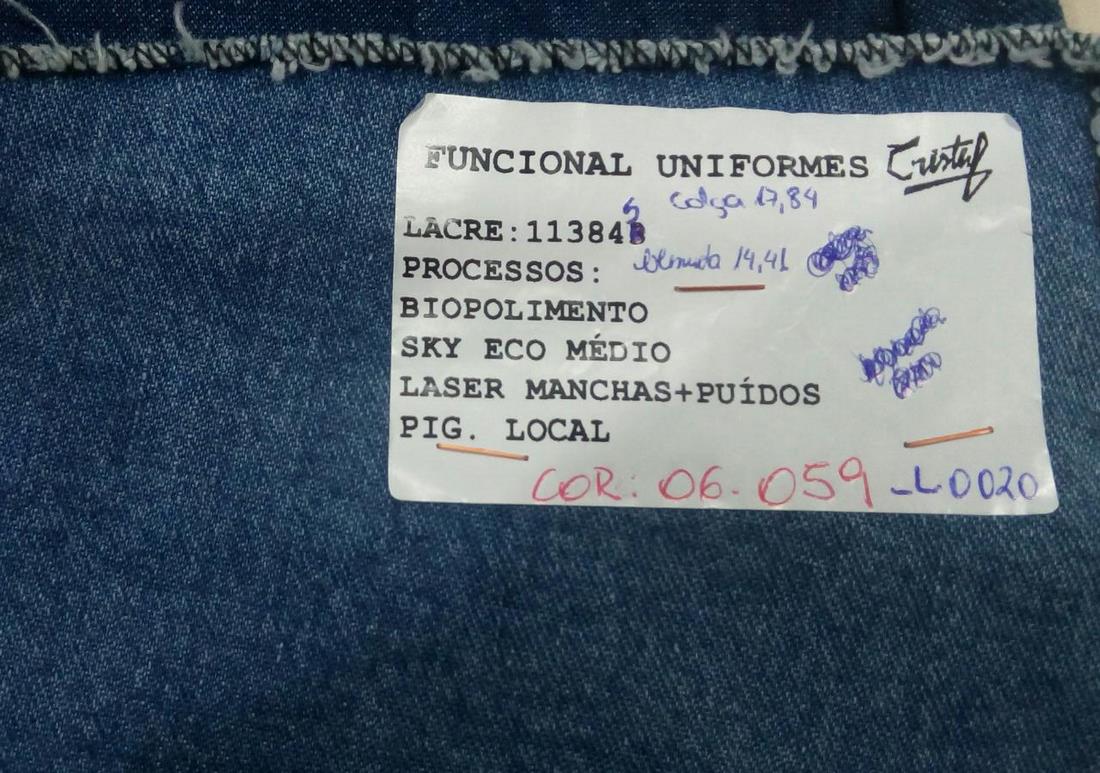 FUNCIONAL UNIFORMES Cristal
calça 17,84
LACRE:113845
PROCESSOS: bermuda 14,41
BIOPOLIMENTO
SKY ECO MÉDIO
LASER MANCHAS+PUÍDOS
PIG. LOCAL
COR: 06.059-L0020